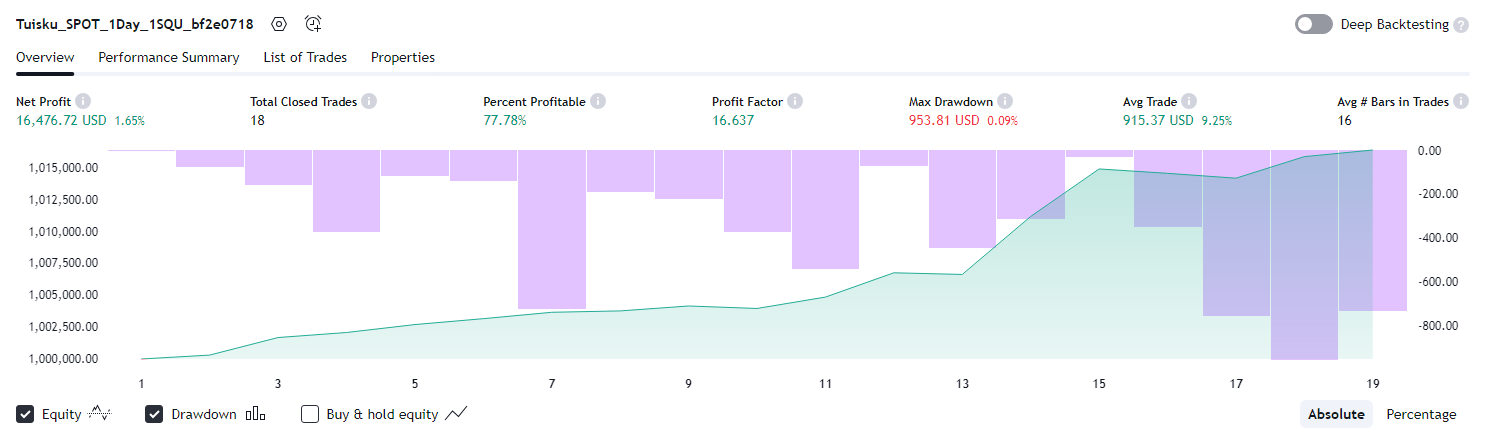 Tuisku_SPOT_1Day_1SQU_bf2e0718
Deep Backtesting ?
Overview Performance Summary List of Trades Properties
Net Profit i Total Closed Trades i Percent Profitable i Profit Factor i Max Drawdown i Avg Trade i Avg # Bars in Trades i
16,476.72 USD 1.65% 18 77.78% 16.637 953.81 USD 0.09% 915.37 USD 9.25% 16
1,015,000.00
1,012,500.00
1,010,000.00
1,007,500.00
1,005,000.00
1,002,500.00
1,000,000.00
0.00
-200.00
-400.00
-600.00
-800.00
1 3 5 7 9 11 13 15 17 19
Equity Drawdown Buy & hold equity Absolute Percentage